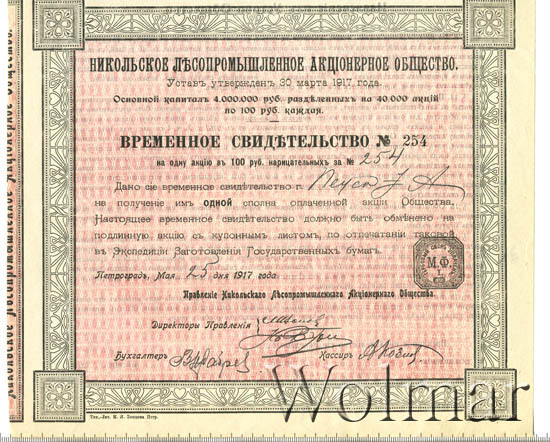 НИКОЛЬСКОЕ ЛѢСОПРОМЫШЛЕННОЕ АКЦІОНЕРНОЕ ОБЩЕСТВО.
Уставъ утвержденъ 30 марта 1917 года.
Основной капиталъ 4.000.000 руб. раздѣленныхъ на 40.000 акцій
по 100 руб. каждая.
ВРЕМЕННОЕ СВИДѢТЕЛЬСТВО № 254
на одну акцію въ 100 руб. нарицательныхъ за № 254
Дано сіе временное свидѣтельство г.
на полученіе имъ ОДНОЙ сполна оплаченной акціи Общества.
Настоящее временное свидѣтельство должно быть обмѣнено на
подлинную акцію съ купоннымъ листомъ, по отпечатаніи таковой
въ Экспедиціи Заготовленія Государственныхъ бумагъ.
М.Ф.
Петроградъ, Мая 25 дня 1917 года
Правленіе Никольскаго Лѣсопромышленнаго Акціонернаго Общества.
Директоры Правленія
Бухгалтеръ
Кассиръ
Никольское Лѣсопромышленное Акціонерное Общество.
Wolmar